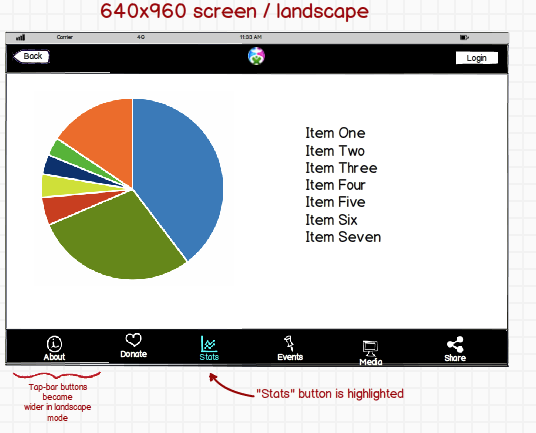 640x960 screen / landscape
Carrier 4G 11:33 AM
Back
Login
Item One
Item Two
Item Three
Item Four
Item Five
Item Six
Item Seven
About Donate Stats Events Media Share
Tap-bar buttons
became
wider in landscape
mode
"Stats" button is highlighted